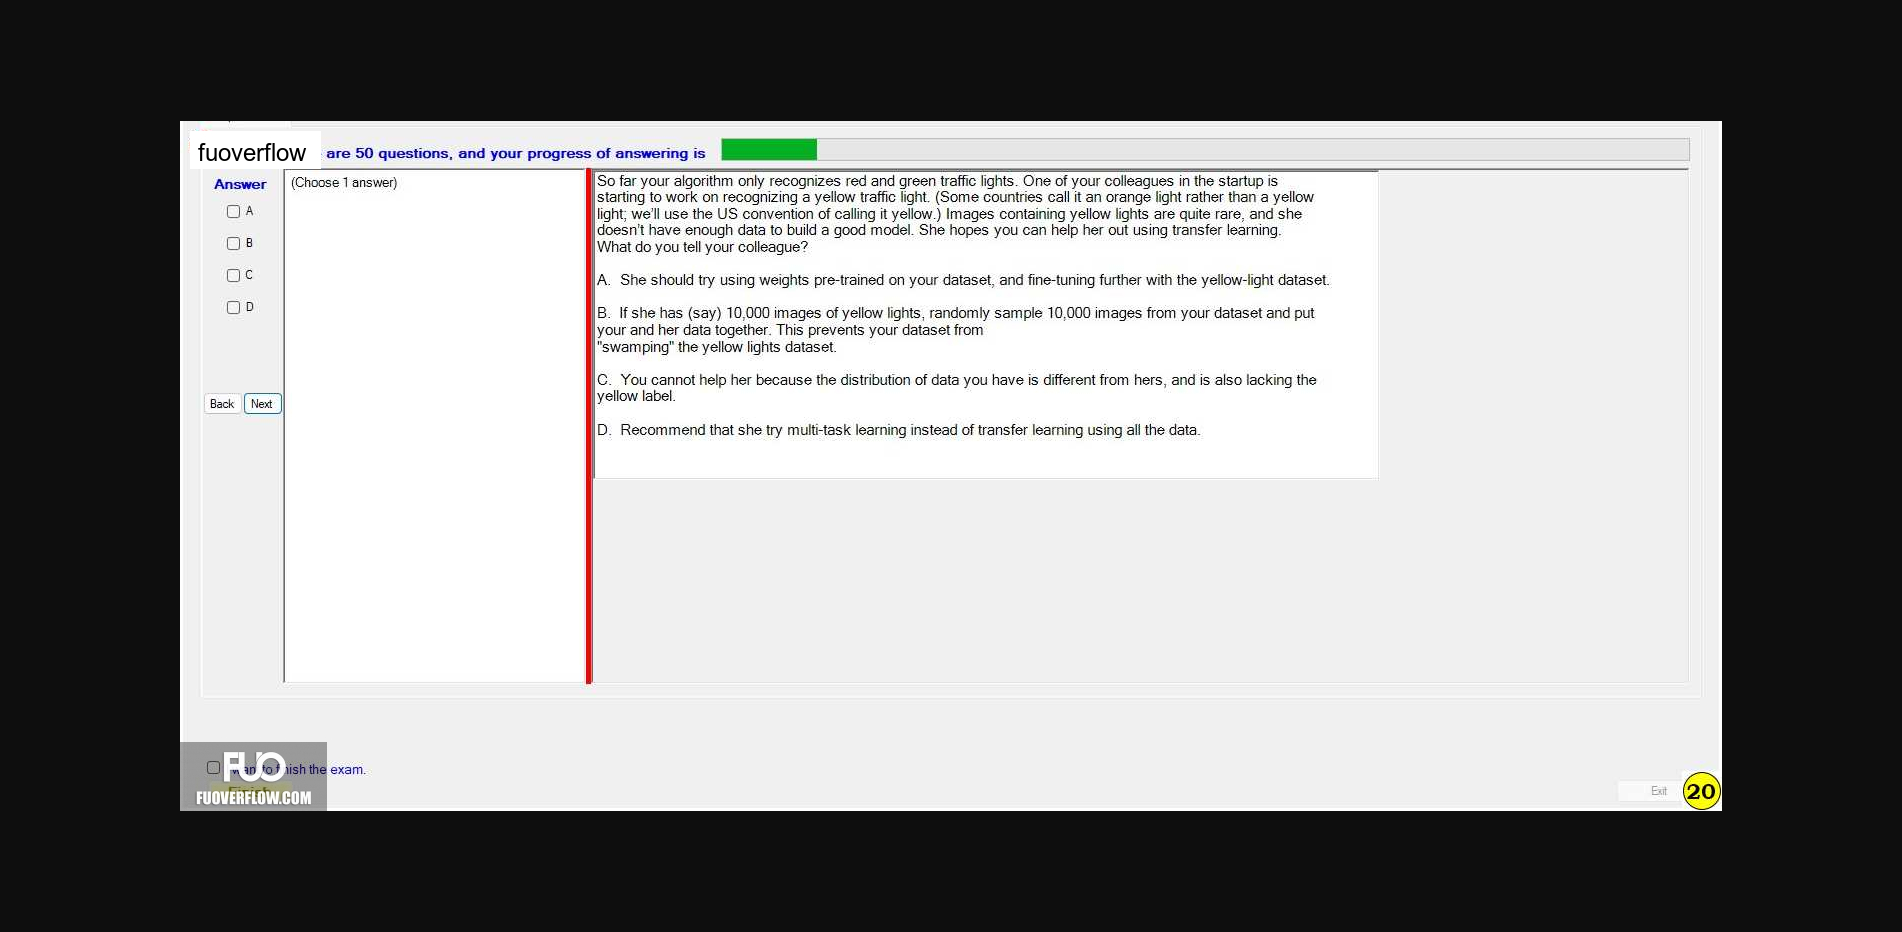 fuoverflow are 50 questions, and your progress of answering is
Answer
(Choose 1 answer)
A
B
C
D
Back Next
So far your algorithm only recognizes red and green traffic lights. One of your colleagues in the startup is
starting to work on recognizing a yellow traffic light. (Some countries call it an orange light rather than a yellow
light; we'll use the US convention of calling it yellow.) Images containing yellow lights are quite rare, and she
doesn't have enough data to build a good model. She hopes you can help her out using transfer learning.
What do you tell your colleague?
A. She should try using weights pre-trained on your dataset, and fine-tuning further with the yellow-light dataset.
B. If she has (say) 10,000 images of yellow lights, randomly sample 10,000 images from your dataset and put
your and her data together. This prevents your dataset from
"swamping" the yellow lights dataset.
C. You cannot help her because the distribution of data you have is different from hers, and is also lacking the
yellow label.
D. Recommend that she try multi-task learning instead of transfer learning using all the data.
FUO
the exam.
FUOVERFLOW.COM
Exit
20